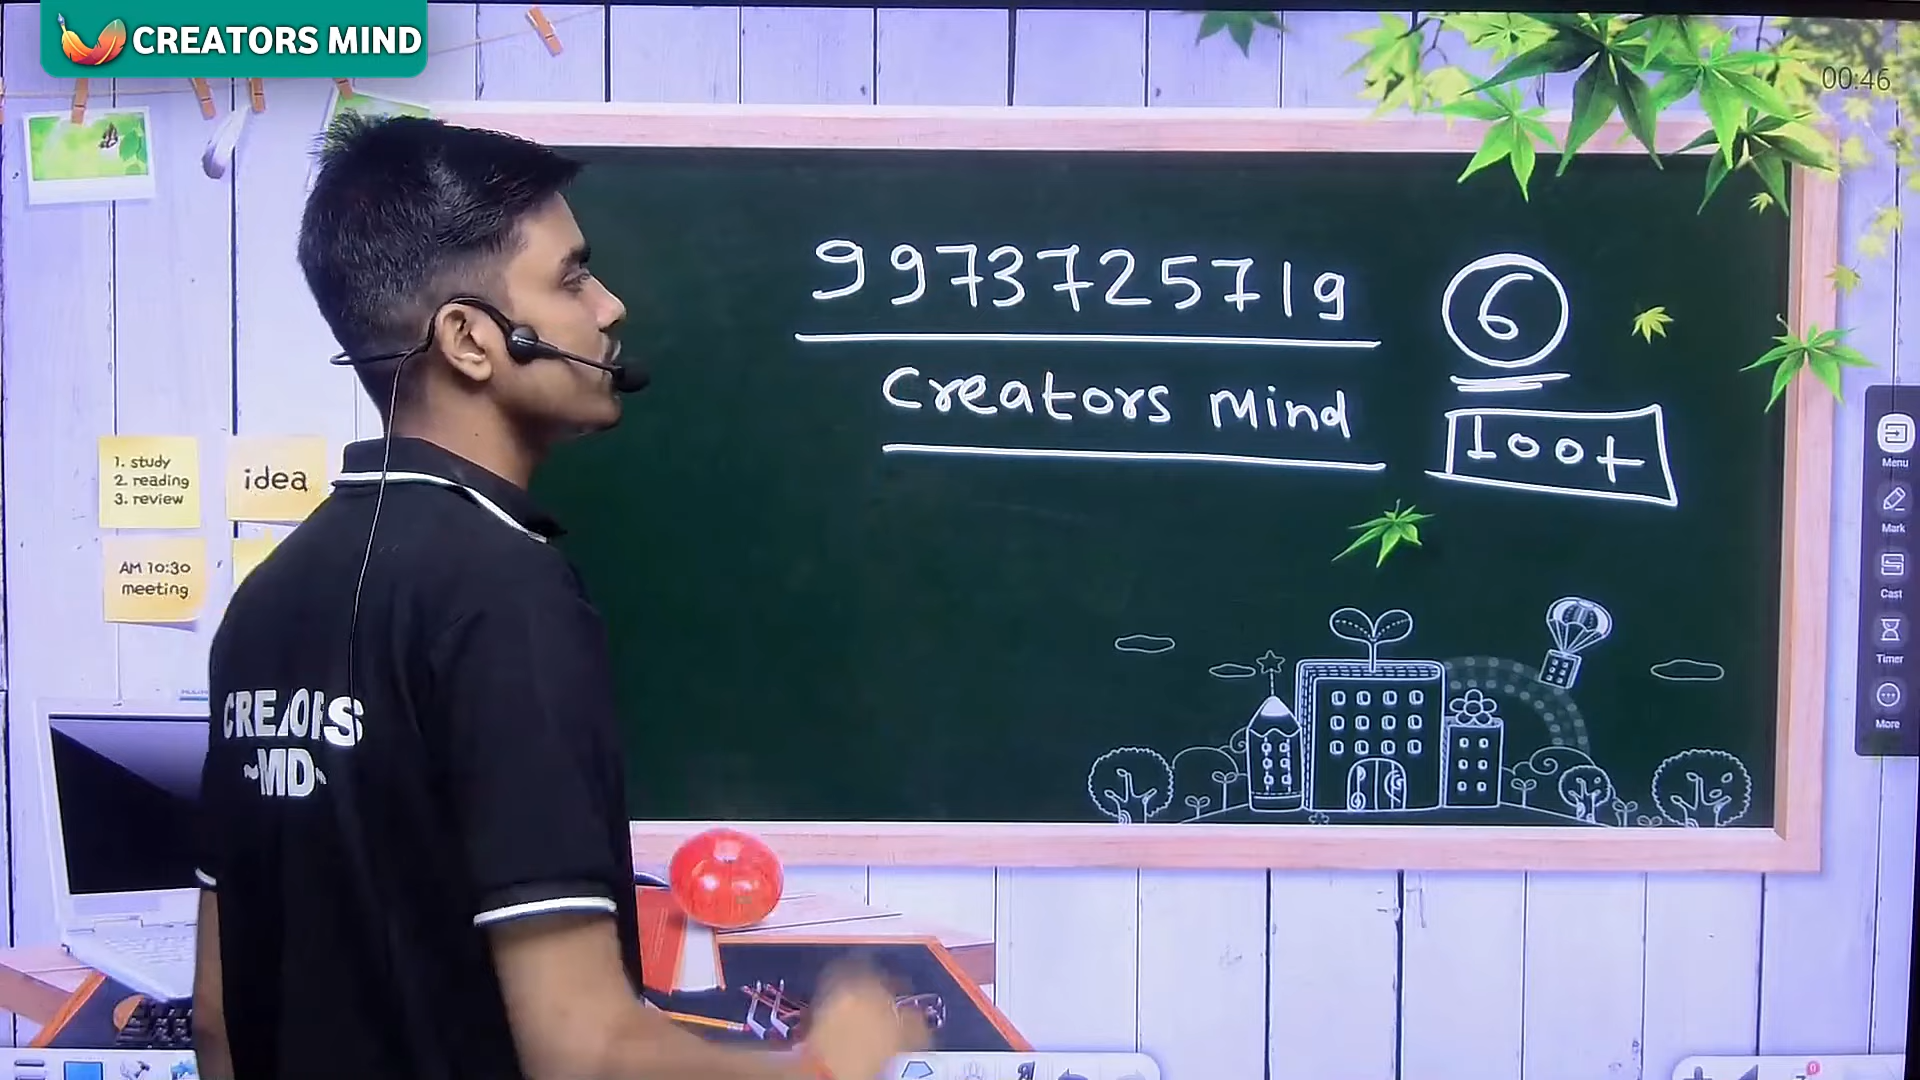 CREATORS MIND
00:46
9973725719
6
Creators Mind
100+
1. study
2. reading
3. review
idea
AM 10:30
meeting
CREATORS
~MD~
Menu
Mark
Cast
Timer
More